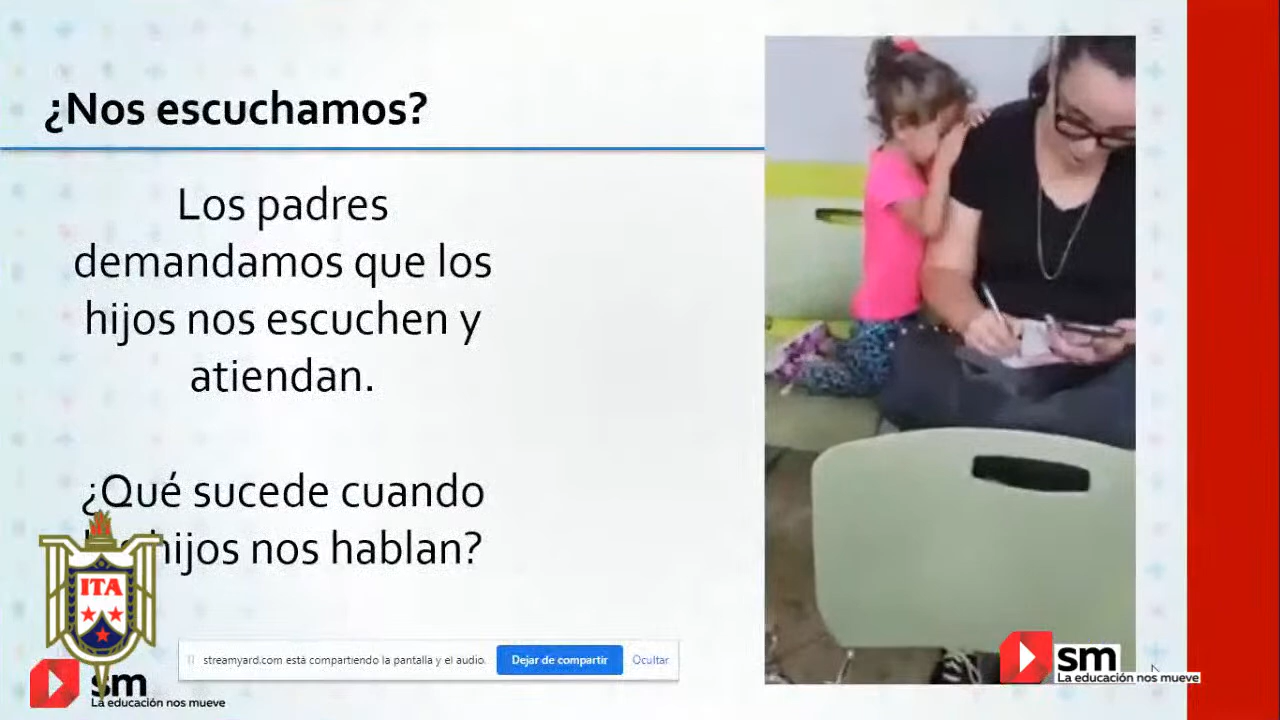 ¿Nos escuchamos?
Los padres
demandamos que los
hijos nos escuchen y
atiendan.
¿Qué sucede cuando
hijos nos hablan?
ITA
streamyard.com está compartiendo la pantalla y el audio.
Dejar de compartir
Ocultar
sm
La educación nos mueve
sm
La educación nos mueve